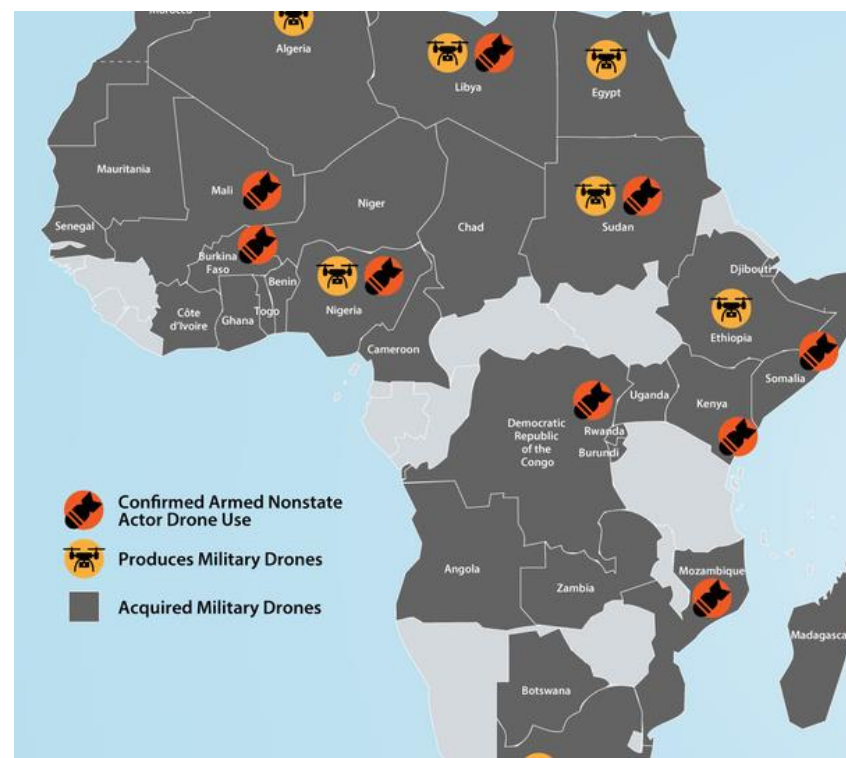 Morocco
Algeria
Libya
Egypt
Mauritania
Mali
Niger
Chad
Sudan
Senegal
Burkina
Faso
Benin
Nigeria
Togo
Ghana
Côte
d'Ivoire
Cameroon
Djibouti
Ethiopia
Somalia
Uganda
Kenya
Rwanda
Burundi
Democratic
Republic
of the
Congo
Confirmed Armed Nonstate
Actor Drone Use
Produces Military Drones
Acquired Military Drones
Angola
Zambia
Mozambique
Madagasca
Botswana